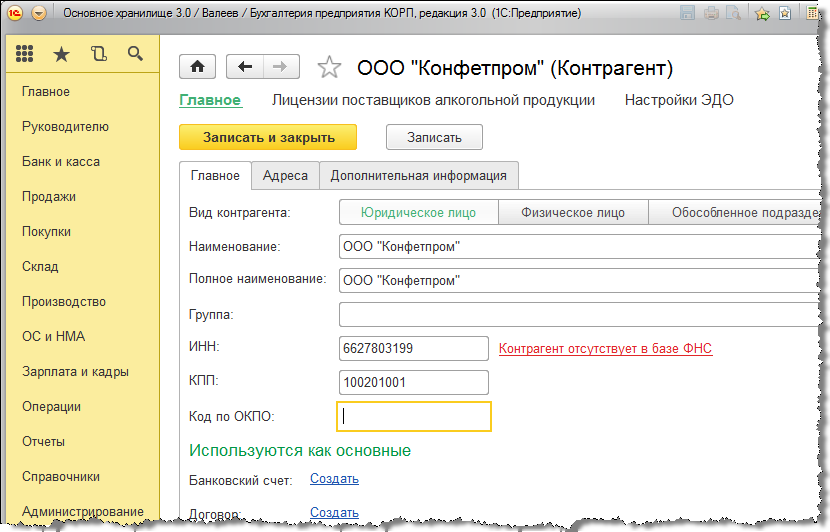 Основное хранилище 3.0 / Валеев / Бухгалтерия предприятия КОРП, редакция 3.0 (1С:Предприятие)
Главное
Руководителю
Банк и касса
Продажи
Покупки
Склад
Производство
ОС и НМА
Зарплата и кадры
Операции
Отчеты
Справочники
Администрирование
ООО "Конфетпром" (Контрагент)
Главное Лицензии поставщиков алкогольной продукции Настройки ЭДО
Записать и закрыть Записать
Главное Адреса Дополнительная информация
Вид контрагента: Юридическое лицо Физическое лицо Обособленное подразде
Наименование: ООО "Конфетпром"
Полное наименование: ООО "Конфетпром"
Группа:
ИНН: 6627803199 Контрагент отсутствует в базе ФНС
КПП: 100201001
Код по ОКПО:
Используются как основные
Банковский счет: Создать
Договор: Создать